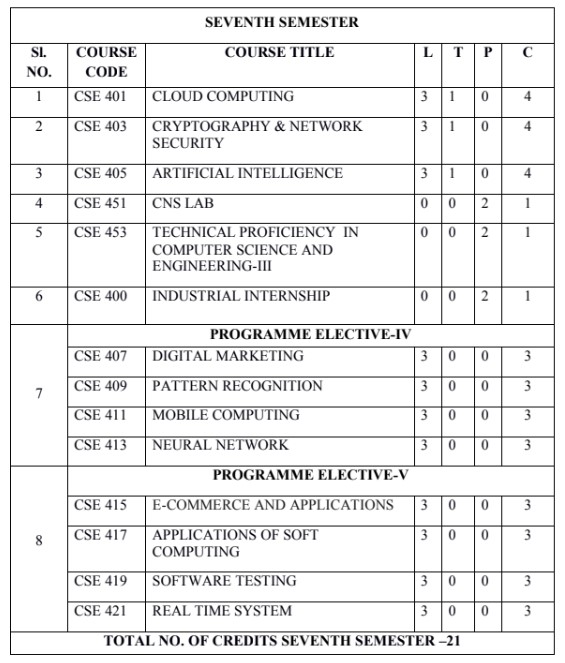 SEVENTH SEMESTER
Sl. NO. COURSE CODE COURSE TITLE L T P C
1 CSE 401 CLOUD COMPUTING 3 1 0 4
2 CSE 403 CRYPTOGRAPHY & NETWORK SECURITY 3 1 0 4
3 CSE 405 ARTIFICIAL INTELLIGENCE 3 1 0 4
4 CSE 451 CNS LAB 0 0 2 1
5 CSE 453 TECHNICAL PROFICIENCY IN COMPUTER SCIENCE AND ENGINEERING-III 0 0 2 1
6 CSE 400 INDUSTRIAL INTERNSHIP 0 0 2 1
7 PROGRAMME ELECTIVE-IV
CSE 407 DIGITAL MARKETING 3 0 0 3
CSE 409 PATTERN RECOGNITION 3 0 0 3
CSE 411 MOBILE COMPUTING 3 0 0 3
CSE 413 NEURAL NETWORK 3 0 0 3
8 PROGRAMME ELECTIVE-V
CSE 415 E-COMMERCE AND APPLICATIONS 3 0 0 3
CSE 417 APPLICATIONS OF SOFT COMPUTING 3 0 0 3
CSE 419 SOFTWARE TESTING 3 0 0 3
CSE 421 REAL TIME SYSTEM 3 0 0 3
TOTAL NO. OF CREDITS SEVENTH SEMESTER –21